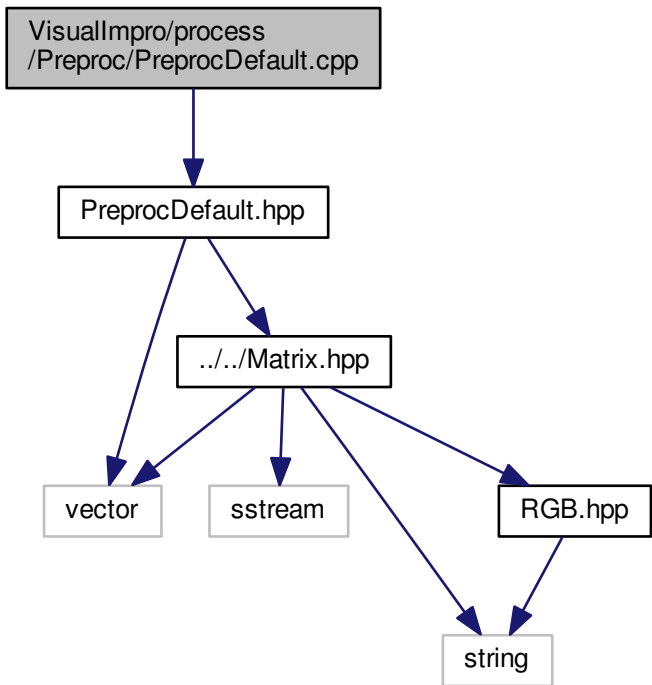 VisualImpro/process
/Preproc/PreprocDefault.cpp
PreprocDefault.hpp
../../Matrix.hpp
vector
sstream
RGB.hpp
string